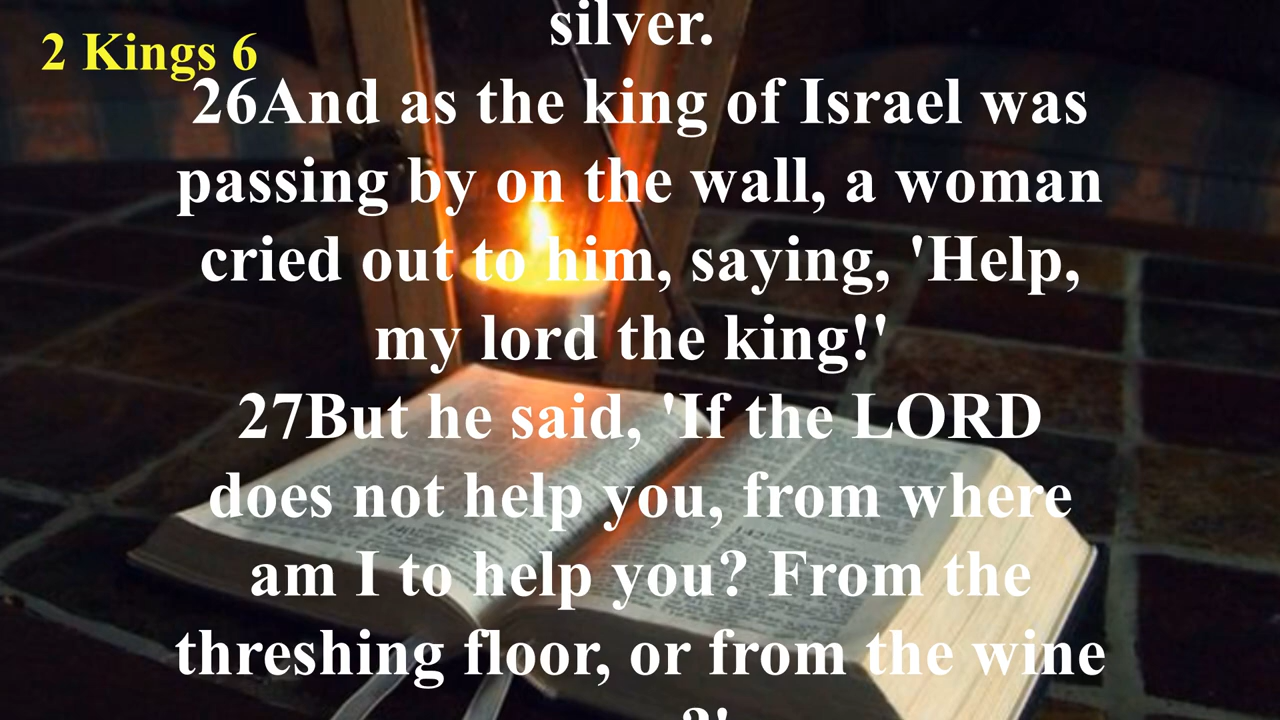 silver.
2 Kings 6
26And as the king of Israel was
passing by on the wall, a woman
cried out to him, saying, 'Help,
my lord the king!'
27But he said, 'If the LORD
does not help you, from where
am I to help you? From the
threshing floor, or from the wine